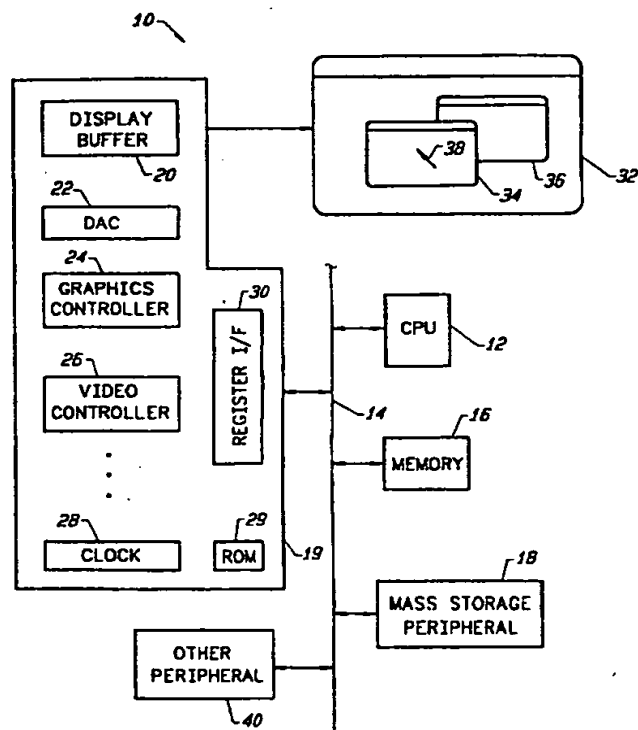 10
DISPLAY
BUFFER
20
22
DAC
24
GRAPHICS
CONTROLLER
26
VIDEO
CONTROLLER
28
CLOCK
30
REGISTER I/F
29
ROM
19
38
34
36
32
CPU
12
14
16
MEMORY
18
MASS STORAGE
PERIPHERAL
OTHER
PERIPHERAL
40